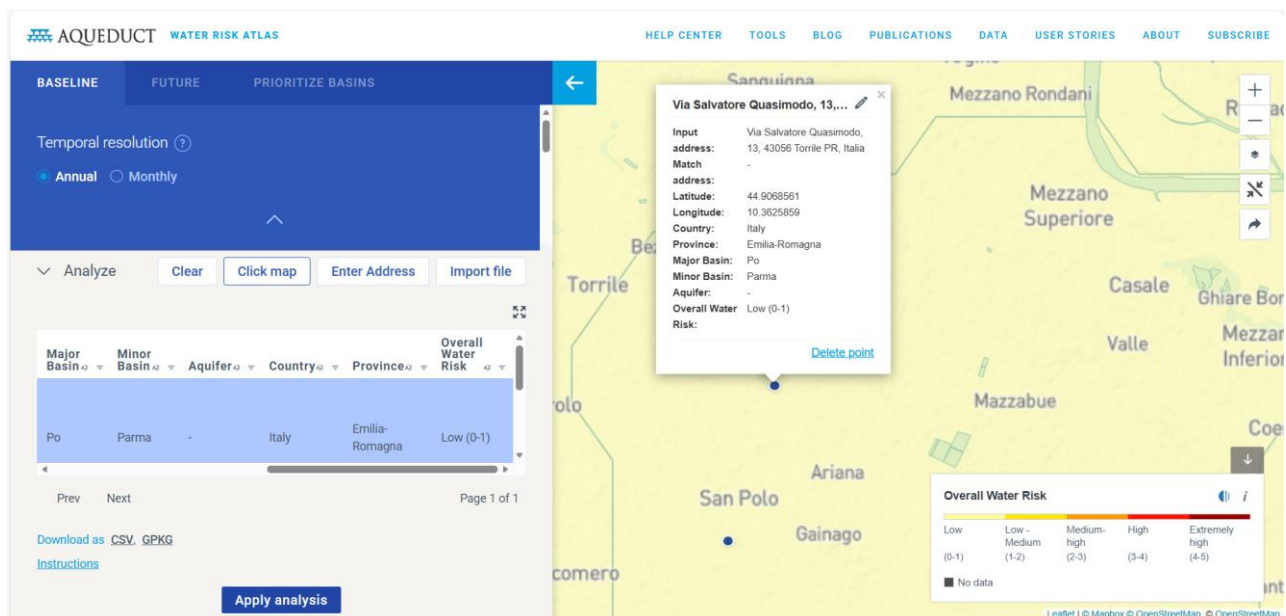 AQUEDUCT WATER RISK ATLAS
HELP CENTER TOOLS BLOG PUBLICATIONS DATA USER STORIES ABOUT SUBSCRIBE
BASELINE FUTURE PRIORITIZE BASINS
Temporal resolution ?
Annual Monthly
Analyze Clear Click map Enter Address Import file
Major Basin Minor Basin Aquifer Country Province Overall Water Risk
Po Parma - Italy Emilia-Romagna Low (0-1)
Prev Next Page 1 of 1
Download as CSV, GPKG
Instructions
Apply analysis
Sanguigna
Mezzano Rondani
Via Salvatore Quasimodo, 13,...
Input address: Via Salvatore Quasimodo, 13, 43056 Torrile PR, Italia
Match address: -
Latitude: 44.9068561
Longitude: 10.3625859
Country: Italy
Province: Emilia-Romagna
Major Basin: Po
Minor Basin: Parma
Aquifer: -
Overall Water Risk: Low (0-1)
Delete point
Mezzano
Superiore
Torrile
Casale
Ghiare Bor
Valle
Mezzar
Inferior
Mazzabue
Ariana
San Polo
Gainago
Overall Water Risk i
Low Low - Medium Medium-high High Extremely high
(0-1) (1-2) (2-3) (3-4) (4-5)
No data
Leaflet | © Mapbox © OpenStreetMap, © OpenStreetMap